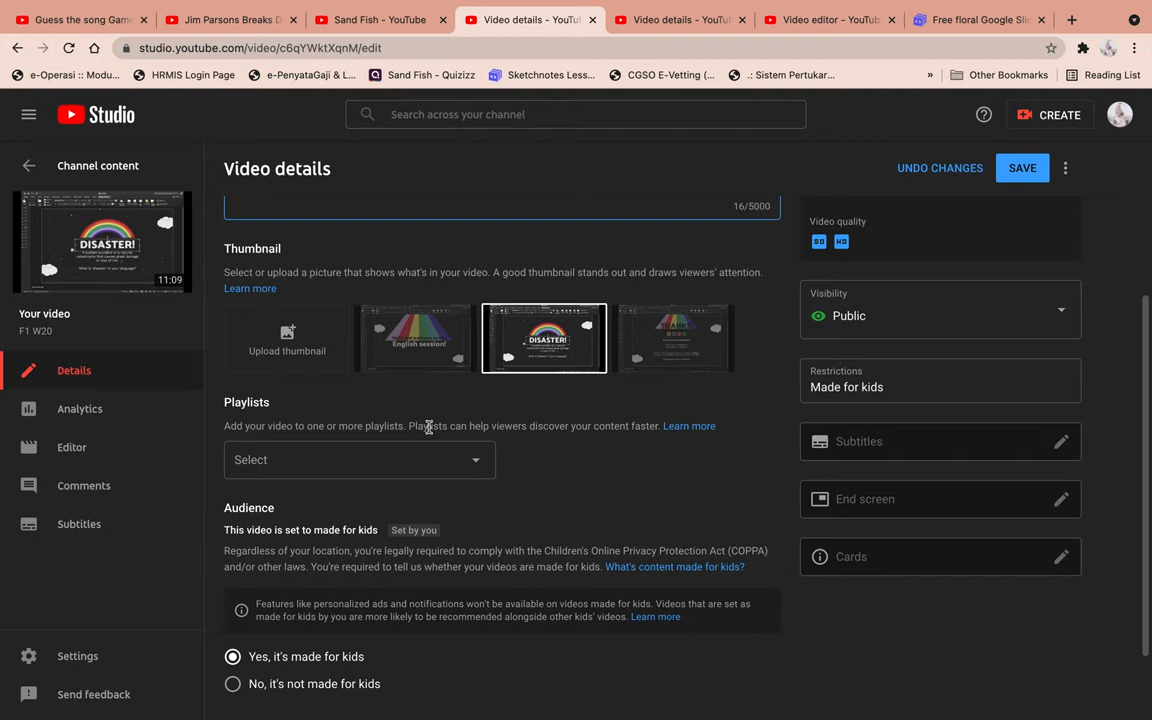 Guess the song Game
Jim Parsons Breaks D
Sand Fish - YouTube
Video details - YouTu
Video details - YouTu
Video editor - YouTub
Free floral Google Slid
studio.youtube.com/video/c6qYWktXqnM/edit
e-Operasi :: Modu...
HRMIS Login Page
e-PenyataGaji & L...
Sand Fish - Quizizz
Sketchnotes Less...
CGSO E-Vetting (...
.: Sistem Pertukar...
»
Other Bookmarks
Reading List
Studio
Search across your channel
CREATE
Channel content
Video details
UNDO CHANGES
SAVE
DISASTER!
11:09
Your video
F1 W20
Details
Analytics
Editor
Comments
Subtitles
Settings
Send feedback
16/5000
Thumbnail
Select or upload a picture that shows what's in your video. A good thumbnail stands out and draws viewers' attention.
Learn more
Upload thumbnail
English session!
DISASTER!
THANKS
Playlists
Add your video to one or more playlists. Playlists can help viewers discover your content faster. Learn more
Select
Audience
This video is set to made for kids Set by you
Regardless of your location, you're legally required to comply with the Children's Online Privacy Protection Act (COPPA)
and/or other laws. You're required to tell us whether your videos are made for kids. What's content made for kids?
Features like personalized ads and notifications won't be available on videos made for kids. Videos that are set as
made for kids by you are more likely to be recommended alongside other kids' videos. Learn more
Yes, it's made for kids
No, it's not made for kids
Video quality
SD HD
Visibility
Public
Restrictions
Made for kids
Subtitles
End screen
Cards